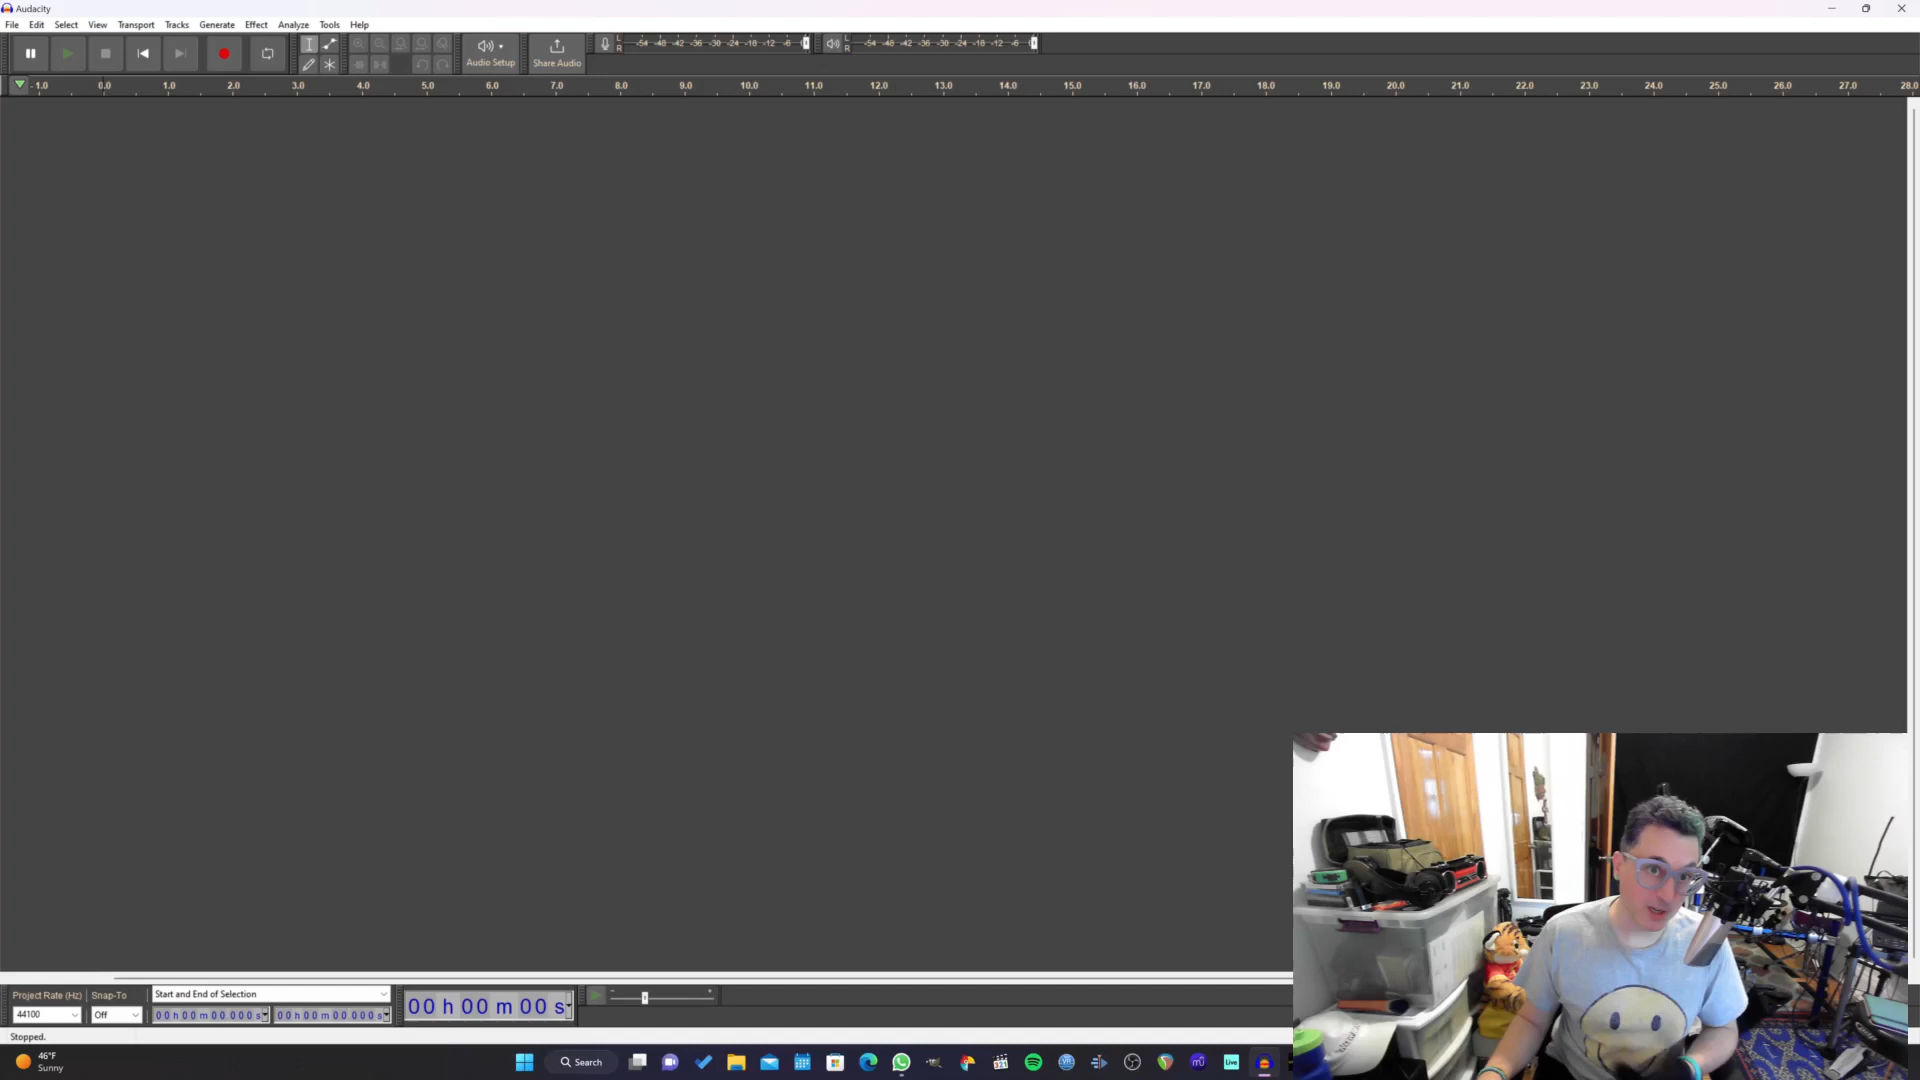 Audacity
File Edit Select View Transport Tracks Generate Effect Analyze Tools Help
Audio Setup
Share Audio
L
R
-54 -48 -42 -36 -30 -24 -18 -12 -6
L
R
-54 -48 -42 -36 -30 -24 -18 -12 -6
-1.0 0.0 1.0 2.0 3.0 4.0 5.0 6.0 7.0 8.0 9.0 10.0 11.0 12.0 13.0 14.0 15.0 16.0 17.0 18.0 19.0 20.0 21.0 22.0 23.0 24.0 25.0 26.0 27.0 28.0
Project Rate (Hz) Snap-To Start and End of Selection
44100 Off 00 h 00 m 00.000 s 00 h 00 m 00.000 s
00 h 00 m 00 s
Stopped.
46°F
Sunny
Search
Live